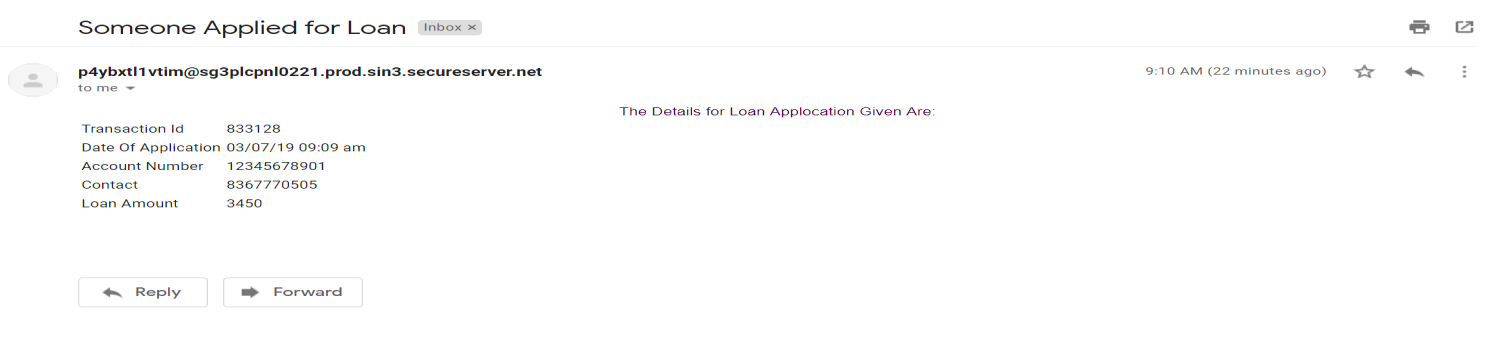 Someone Applied for Loan Inbox ×
p4ybxtl1vtim@sg3plcpnl0221.prod.sin3.secureserver.net 9:10 AM (22 minutes ago)
to me
The Details for Loan Applocation Given Are:
Transaction Id 833128
Date Of Application 03/07/19 09:09 am
Account Number 12345678901
Contact 8367770505
Loan Amount 3450
Reply Forward